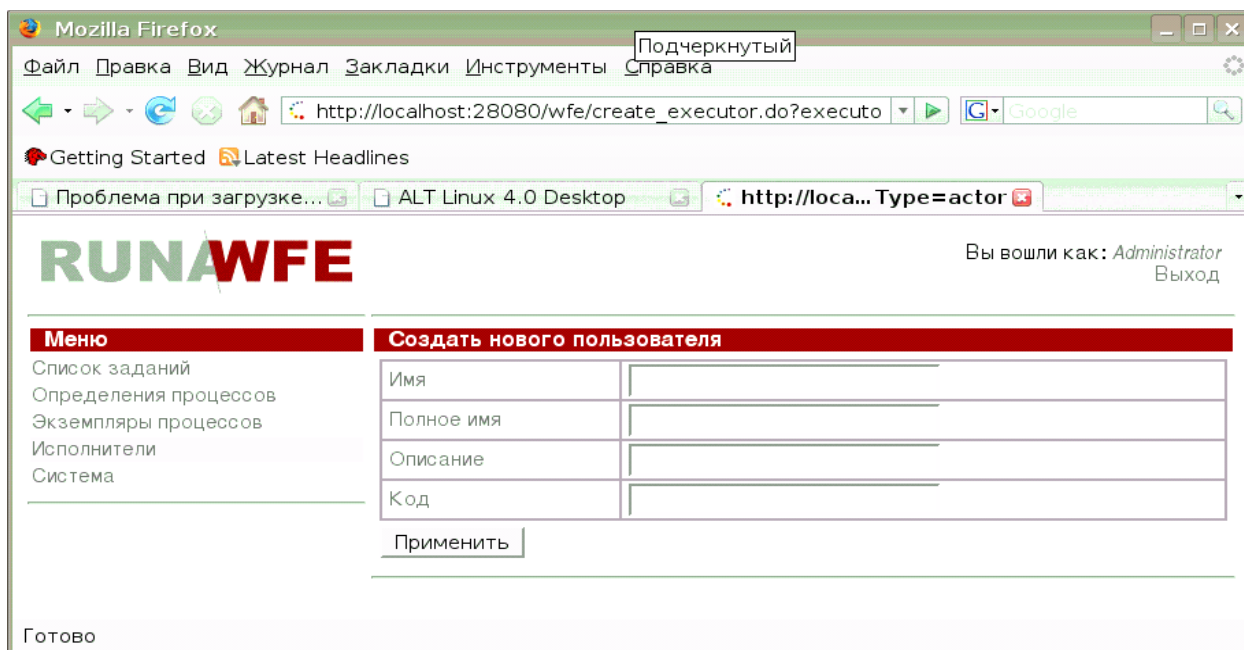 Mozilla Firefox
Подчеркнутый
Файл Правка Вид Журнал Закладки Инструменты Справка
http://localhost:28080/wfe/create_executor.do?executo G Google
Getting Started Latest Headlines
Проблема при загрузке... ALT Linux 4.0 Desktop http://loca... Type=actor
RUNAWFE
Вы вошли как: Administrator
Выход
Меню
Список заданий
Определения процессов
Экземпляры процессов
Исполнители
Система
Создать нового пользователя
Имя
Полное имя
Описание
Код
Применить
Готово